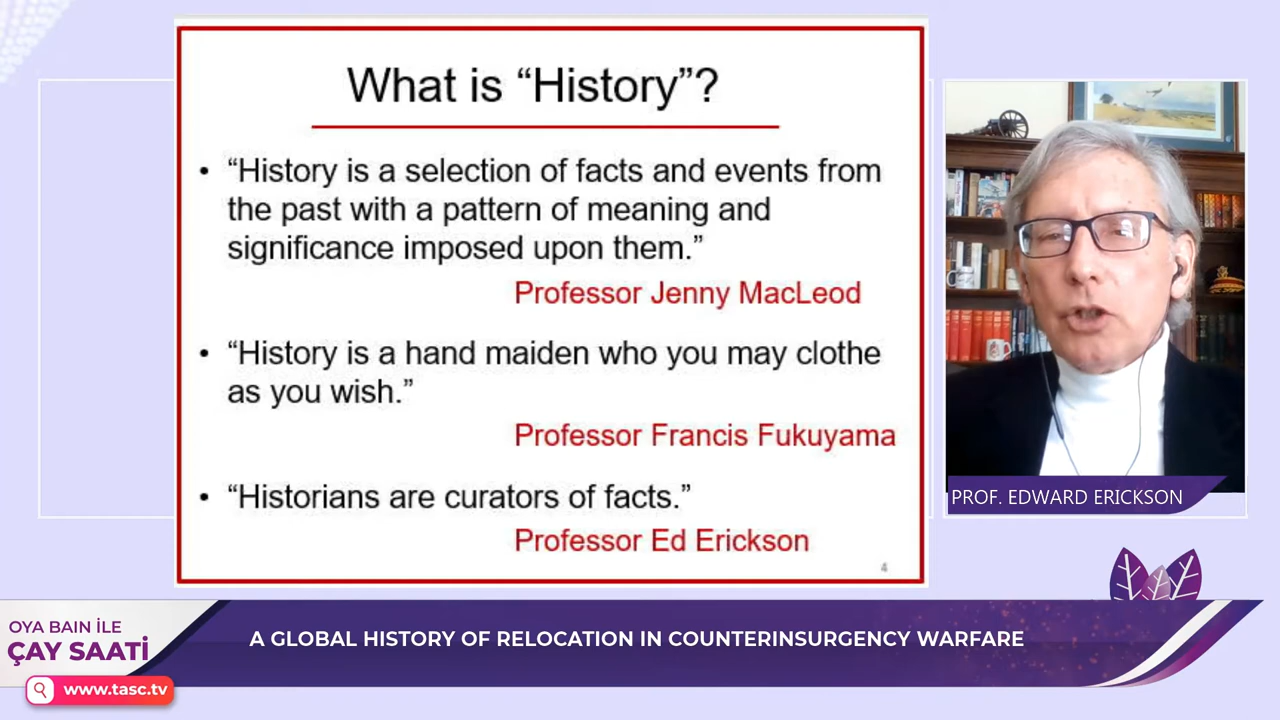 What is “History”?
• “History is a selection of facts and events from
the past with a pattern of meaning and
significance imposed upon them.”
Professor Jenny MacLeod
• “History is a hand maiden who you may clothe
as you wish.”
Professor Francis Fukuyama
• “Historians are curators of facts.”
Professor Ed Erickson
4
PROF. EDWARD ERICKSON
OYA BAIN İLE
ÇAY SAATİ
A GLOBAL HISTORY OF RELOCATION IN COUNTERINSURGENCY WARFARE
www.tasc.tv